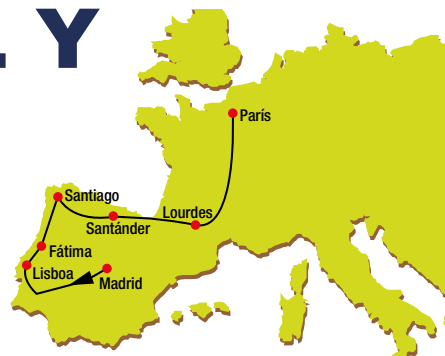 Y
París
Santiago
Santánder
Lourdes
Fátima
Lisboa
Madrid